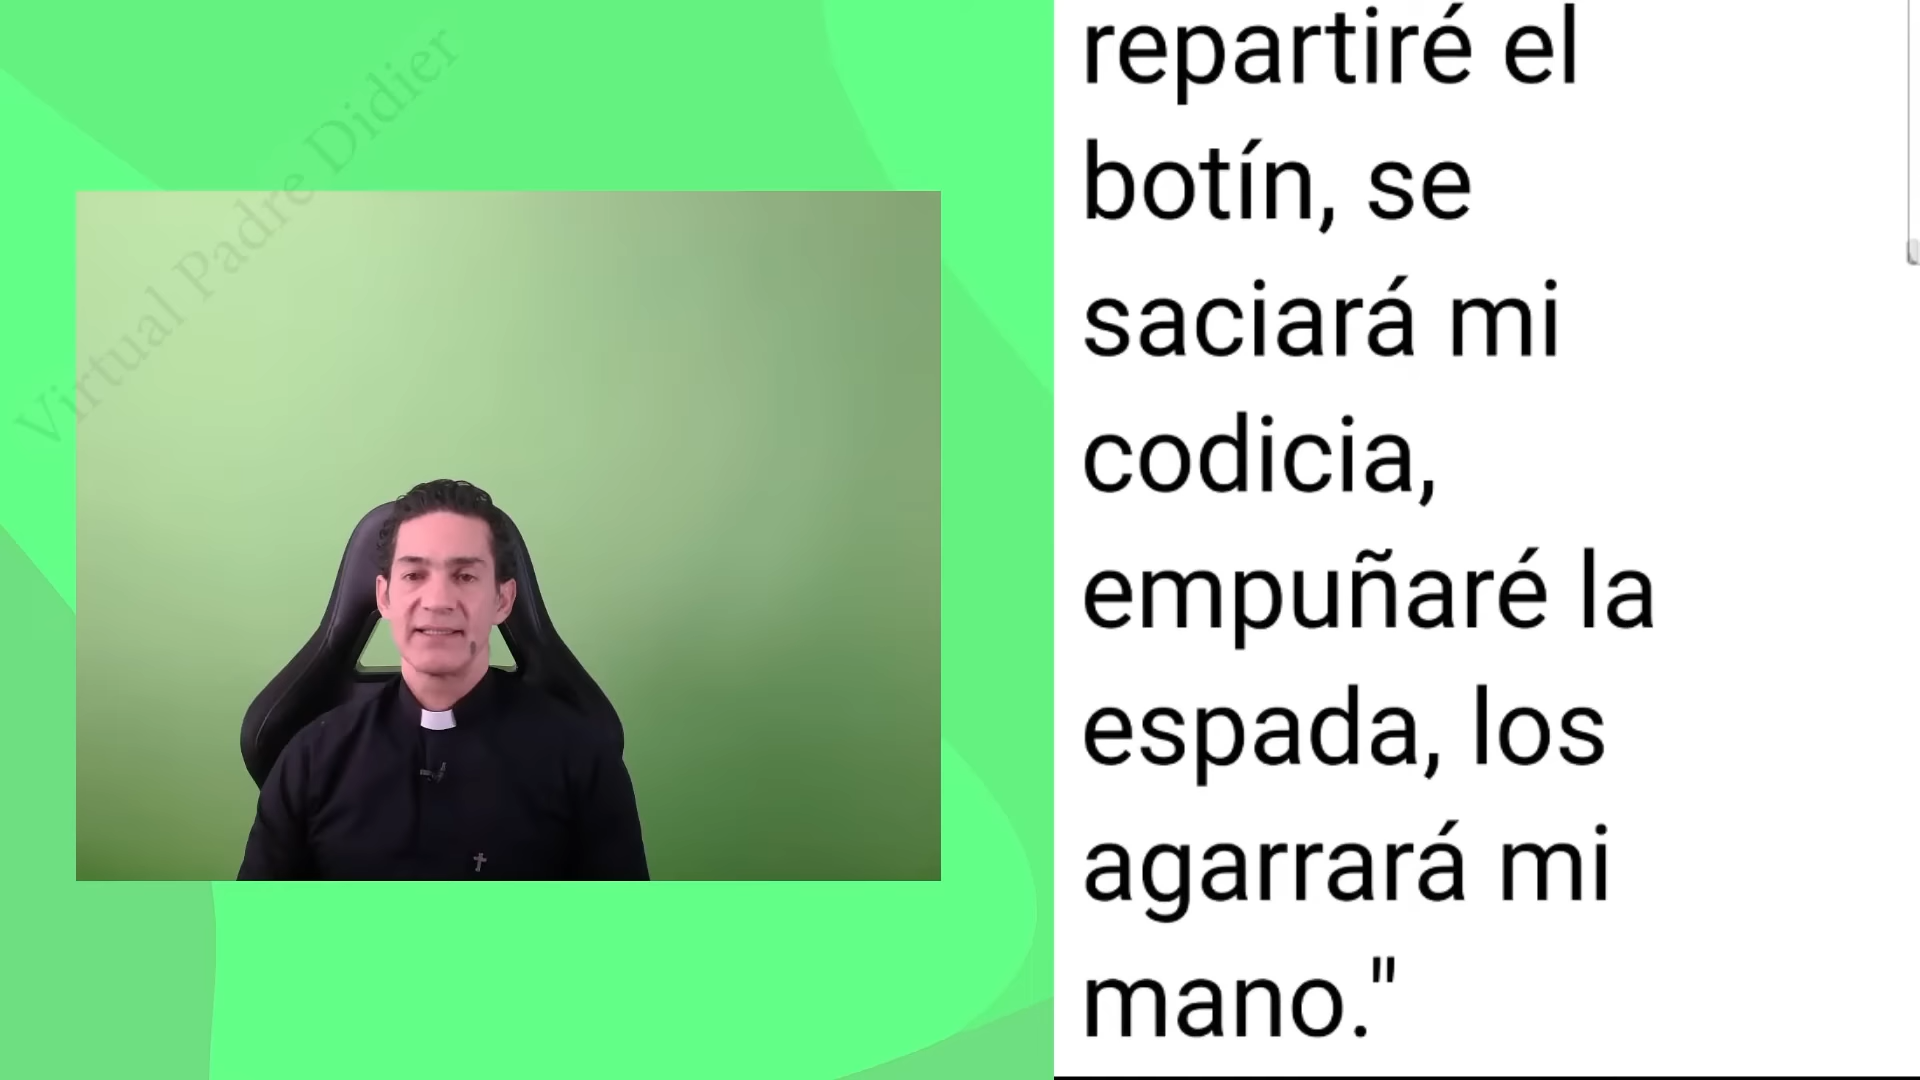 Virtual Padre Didier
repartiré el
botín, se
saciará mi
codicia,
empuñaré la
espada, los
agarrará mi
mano."